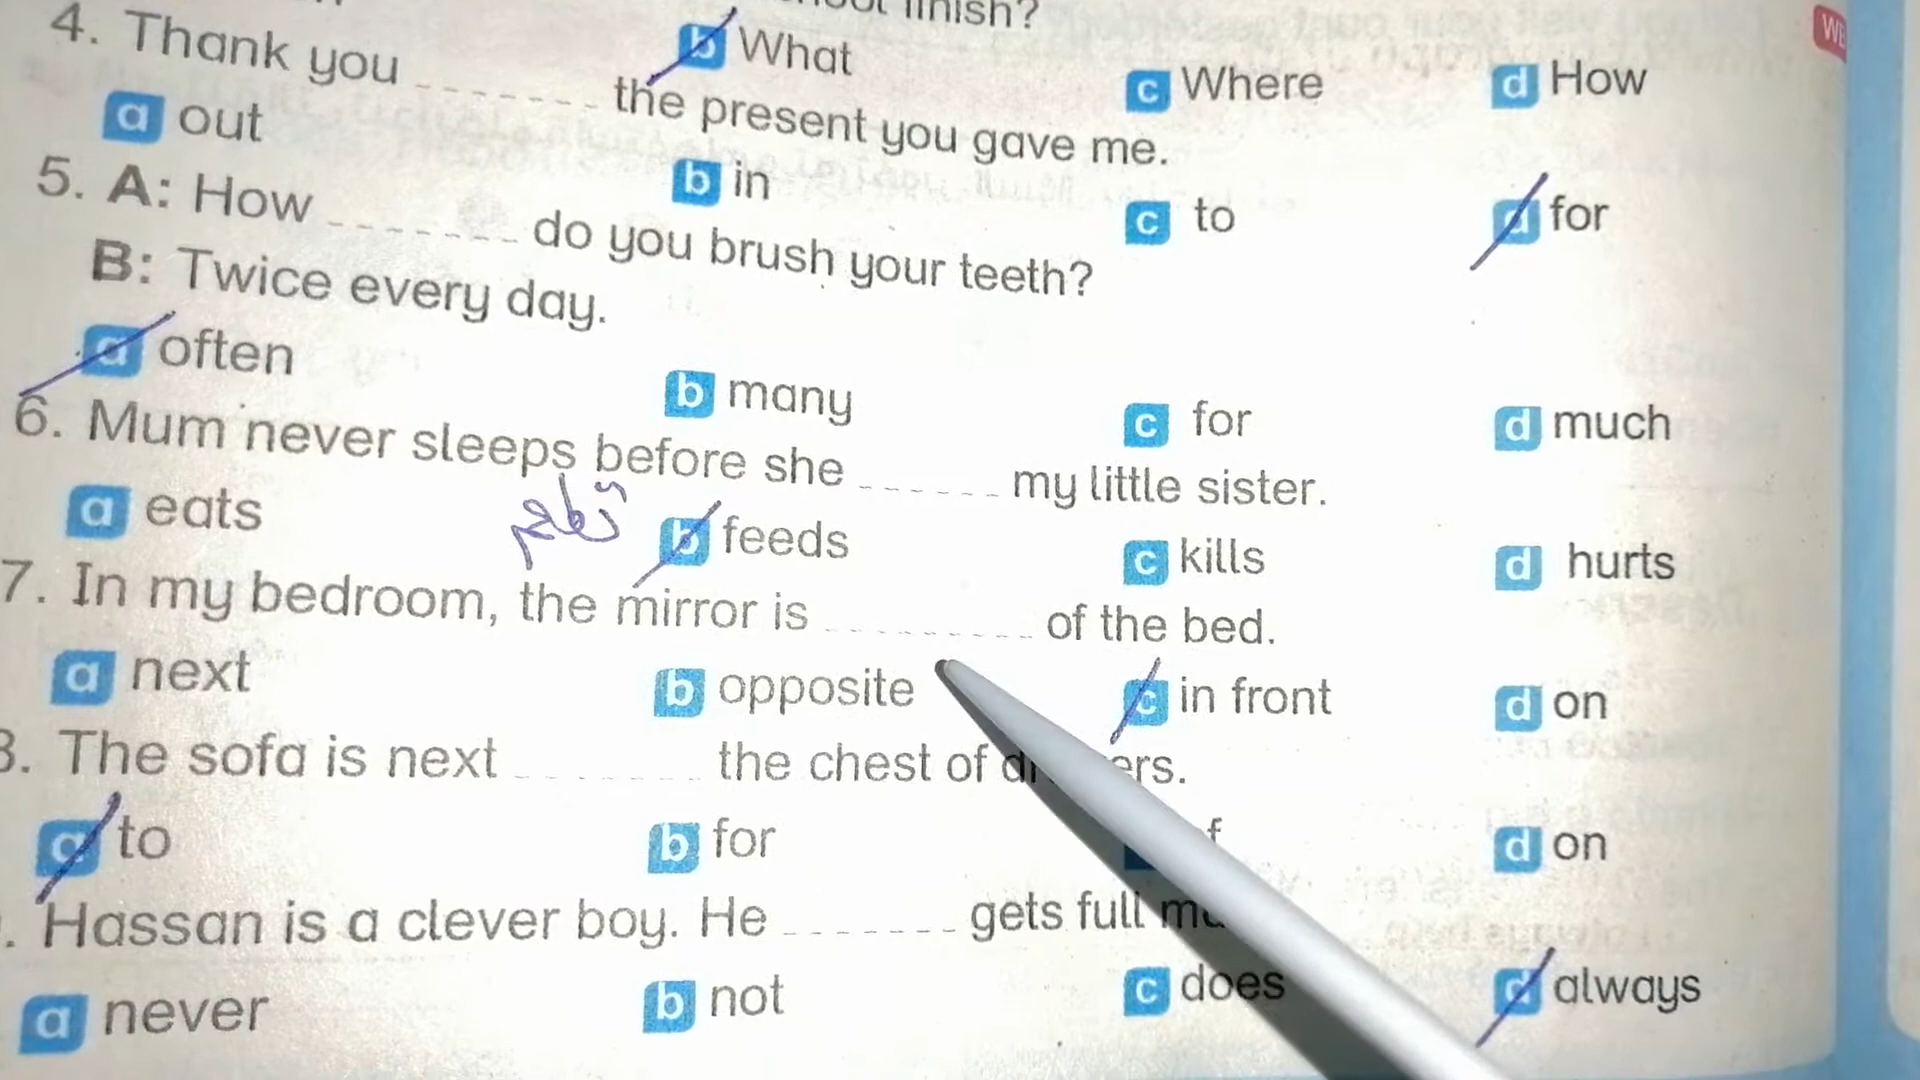 finish?
b What
c Where
d How
4. Thank you ------- the present you gave me.
a out
b in
c to
d for
5. A: How ------- do you brush your teeth?
B: Twice every day.
a often
b many
c for
d much
6. Mum never sleeps before she ------ my little sister.
a eats
تطعم
b feeds
c kills
d hurts
7. In my bedroom, the mirror is --------- of the bed.
a next
b opposite
c in front
d on
8. The sofa is next ------- the chest of
a to
b for
d on
. Hassan is a clever boy. He ------- gets full
a never
b not
c does
d always